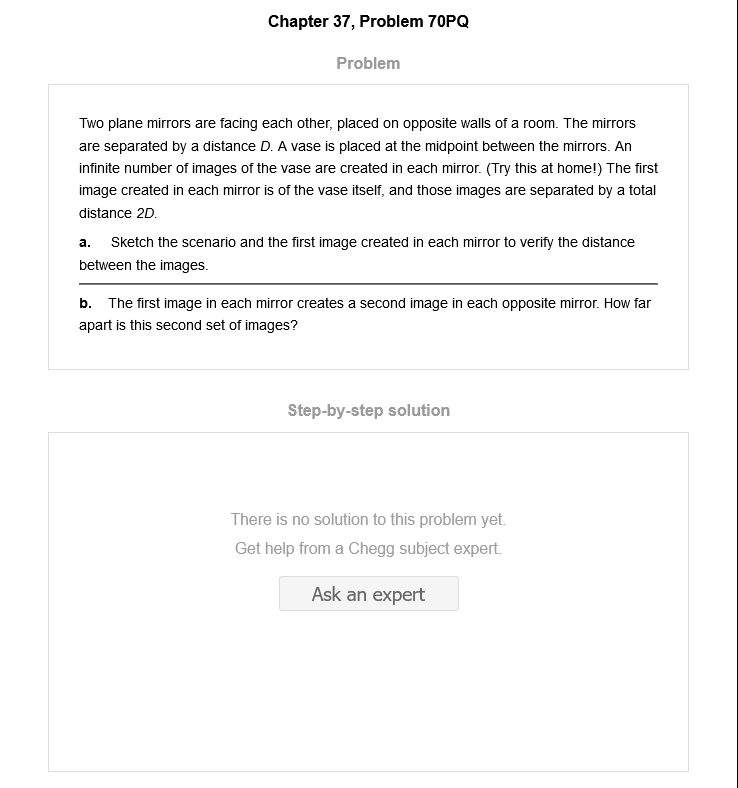 Chapter 37, Problem 70PQ
Problem
Two plane mirrors are facing each other, placed on opposite walls of a room. The mirrors
are separated by a distance D. A vase is placed at the midpoint between the mirrors. An
infinite number of images of the vase are created in each mirror. (Try this at home!) The first
image created in each mirror is of the vase itself, and those images are separated by a total
distance 2D.
a. Sketch the scenario and the first image created in each mirror to verify the distance
between the images.
b. The first image in each mirror creates a second image in each opposite mirror. How far
apart is this second set of images?
Step-by-step solution
There is no solution to this problem yet.
Get help from a Chegg subject expert.
Ask an expert